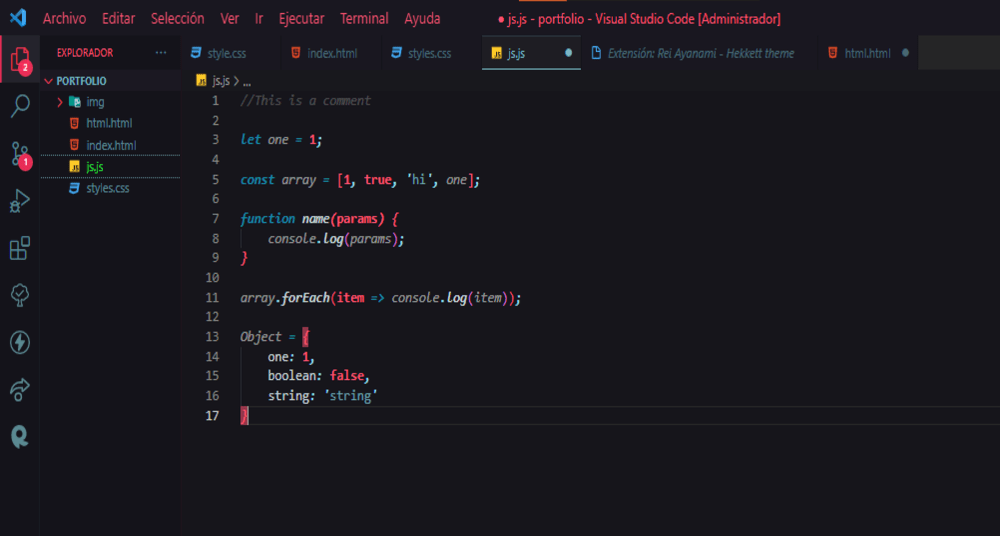 Archivo Editar Selección Ver Ir Ejecutar Terminal Ayuda ● js.js - portfolio - Visual Studio Code [Administrador]
EXPLORADOR ··· style.css index.html styles.css js.js Extensión: Rei Ayanami - Hekkett theme html.html
2
PORTFOLIO
js.js > ...
img
html.html
index.html
js.js
styles.css
1
1 //This is a comment
2
3 let one = 1;
4
5 const array = [1, true, 'hi', one];
6
7 function name(params) {
8 console.log(params);
9 }
10
11 array.forEach(item => console.log(item));
12
13 Object = {
14 one: 1,
15 boolean: false,
16 string: 'string'
17 }